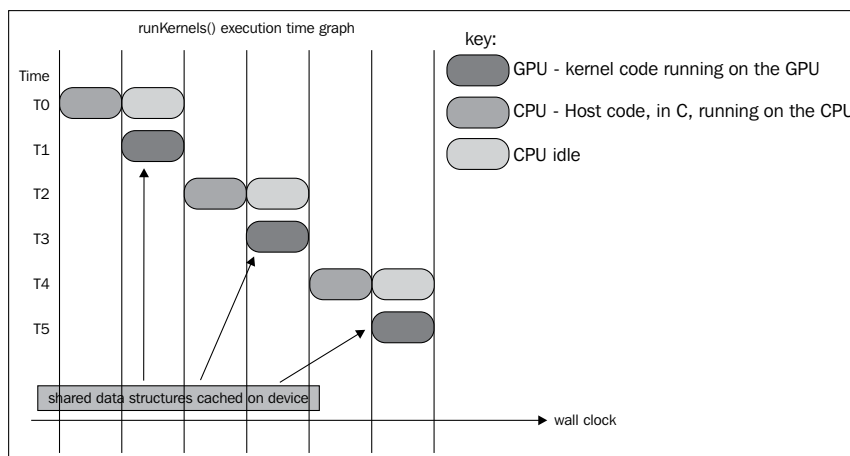 runKernels() execution time graph
key:
GPU - kernel code running on the GPU
CPU - Host code, in C, running on the CPU
CPU idle
Time
T0
T1
T2
T3
T4
T5
shared data structures cached on device
wall clock